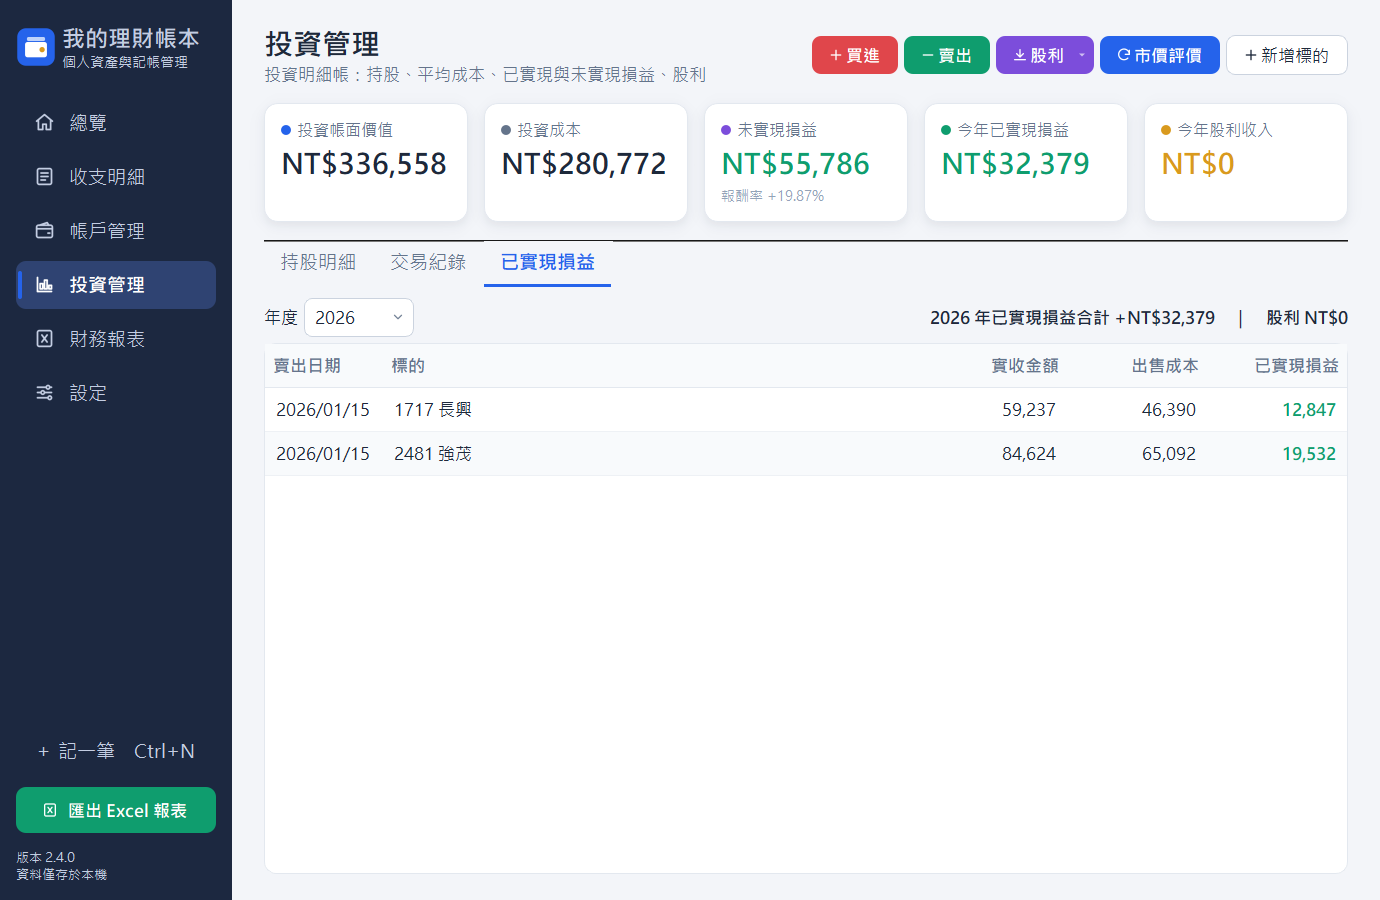 我的理財帳本
個人資產與記帳管理
總覽
收支明細
帳戶管理
投資管理
財務報表
設定
+ 記一筆 Ctrl+N
匯出 Excel 報表
版本 2.4.0
資料僅存於本機
投資管理
投資明細帳：持股、平均成本、已實現與未實現損益、股利
買進
賣出
股利
市價評價
新增標的
投資帳面價值
NT$336,558
投資成本
NT$280,772
未實現損益
NT$55,786
報酬率 +19.87%
今年已實現損益
NT$32,379
今年股利收入
NT$0
持股明細 交易紀錄 已實現損益
年度 2026
2026 年已實現損益合計 +NT$32,379 | 股利 NT$0
賣出日期 標的 實收金額 出售成本 已實現損益
2026/01/15 1717 長興 59,237 46,390 12,847
2026/01/15 2481 強茂 84,624 65,092 19,532